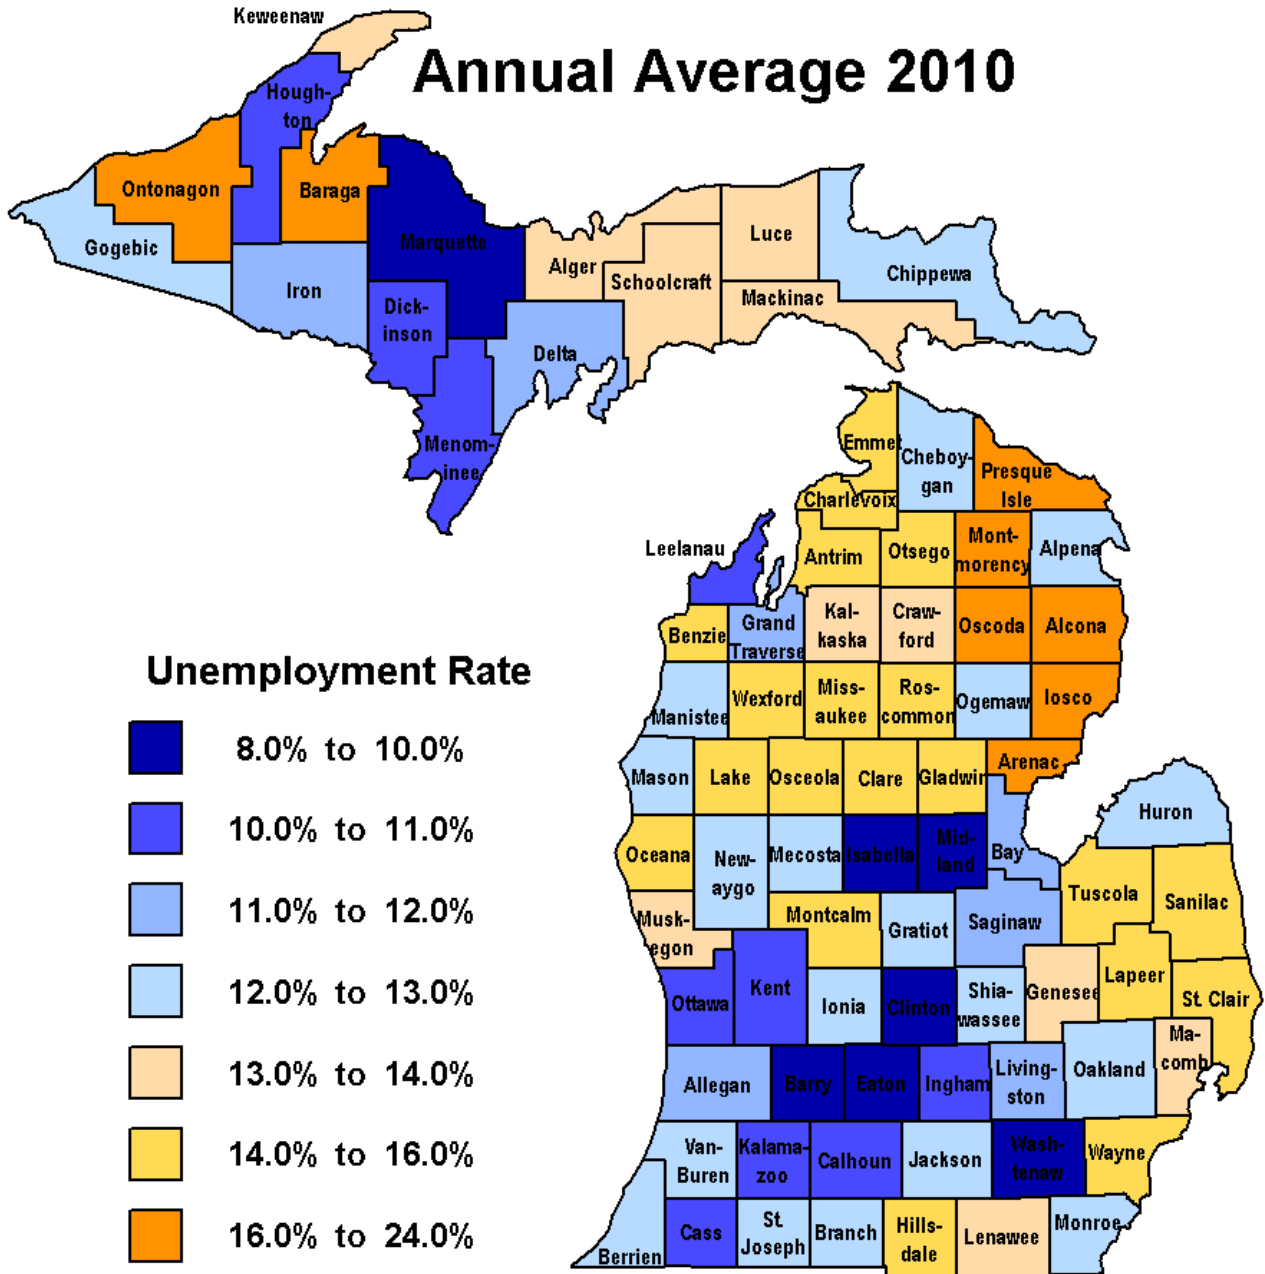 Keweenaw
Annual Average 2010
Hough-
ton
Ontonagon
Baraga
Gogebic
Marquette
Luce
Alger
Schoolcraft
Chippewa
Iron
Mackinac
Dick-
inson
Delta
Menom-
inee
Emmet
Cheboy-
gan
Presque
Isle
Charlevoix
Leelanau
Antrim
Otsego
Mont-
morency
Alpena
Benzie
Grand
Traverse
Kal-
kaska
Craw-
ford
Oscoda
Alcona
Manistee
Wexford
Miss-
aukee
Ros-
common
Ogemaw
Iosco
Mason
Lake
Osceola
Clare
Gladwin
Arenac
Huron
Oceana
New-
aygo
Mecosta
Isabella
Mid-
land
Bay
Tuscola
Sanilac
Musk-
egon
Montcalm
Gratiot
Saginaw
Ottawa
Kent
Ionia
Clinton
Shia-
wassee
Genesee
Lapeer
St. Clair
Allegan
Barry
Eaton
Ingham
Living-
ston
Oakland
Ma-
comb
Van-
Buren
Kalama-
zoo
Calhoun
Jackson
Wash-
tenaw
Wayne
Berrien
Cass
St.
Joseph
Branch
Hills-
dale
Lenawee
Monroe
Unemployment Rate
8.0% to 10.0%
10.0% to 11.0%
11.0% to 12.0%
12.0% to 13.0%
13.0% to 14.0%
14.0% to 16.0%
16.0% to 24.0%